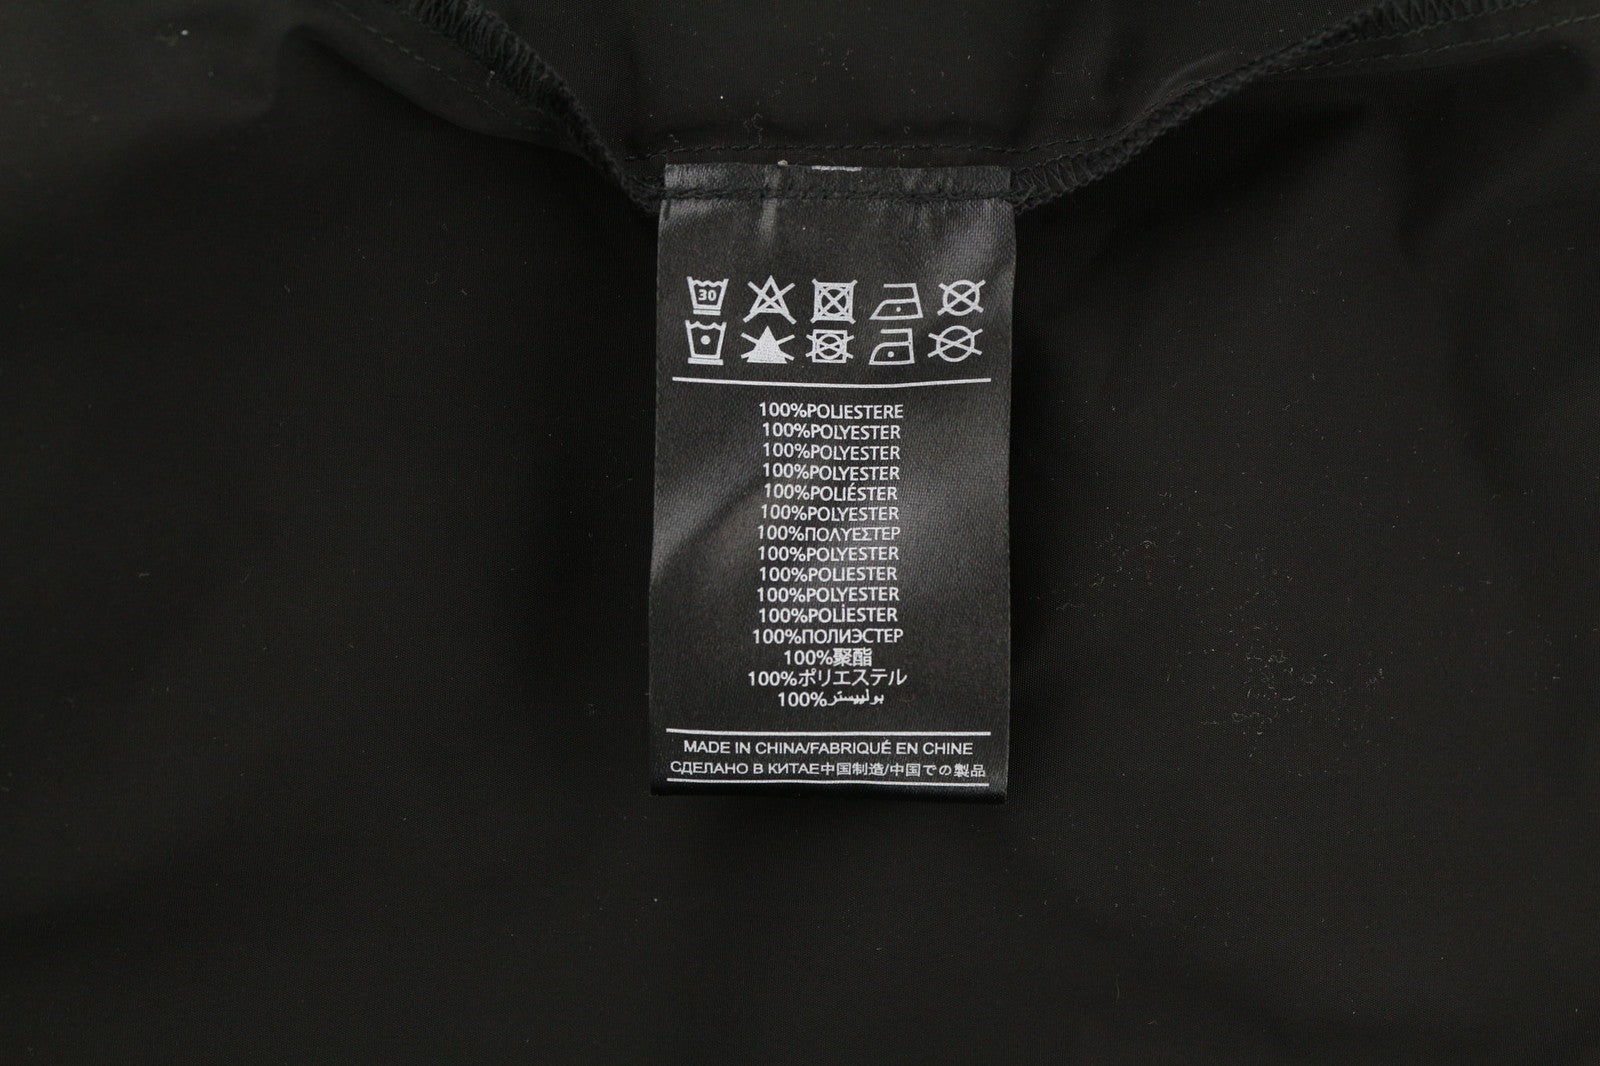 30
100%POLIESTERE
100%POLYESTER
100%POLYESTER
100%POLYESTER
100%POLIÉSTER
100%POLYESTER
100%ΠΟΛΥΕΣΤΕΡ
100%POLYESTER
100%POLIESTER
100%POLYESTER
100%POLİESTER
100%ПОЛИЭСТЕР
100%聚酯
100%ポリエステル
100%بوليیستر
MADE IN CHINA/FABRIQUÉ EN CHINE
СДЕЛАНО В КИТАЕ中国制造/中国での製品